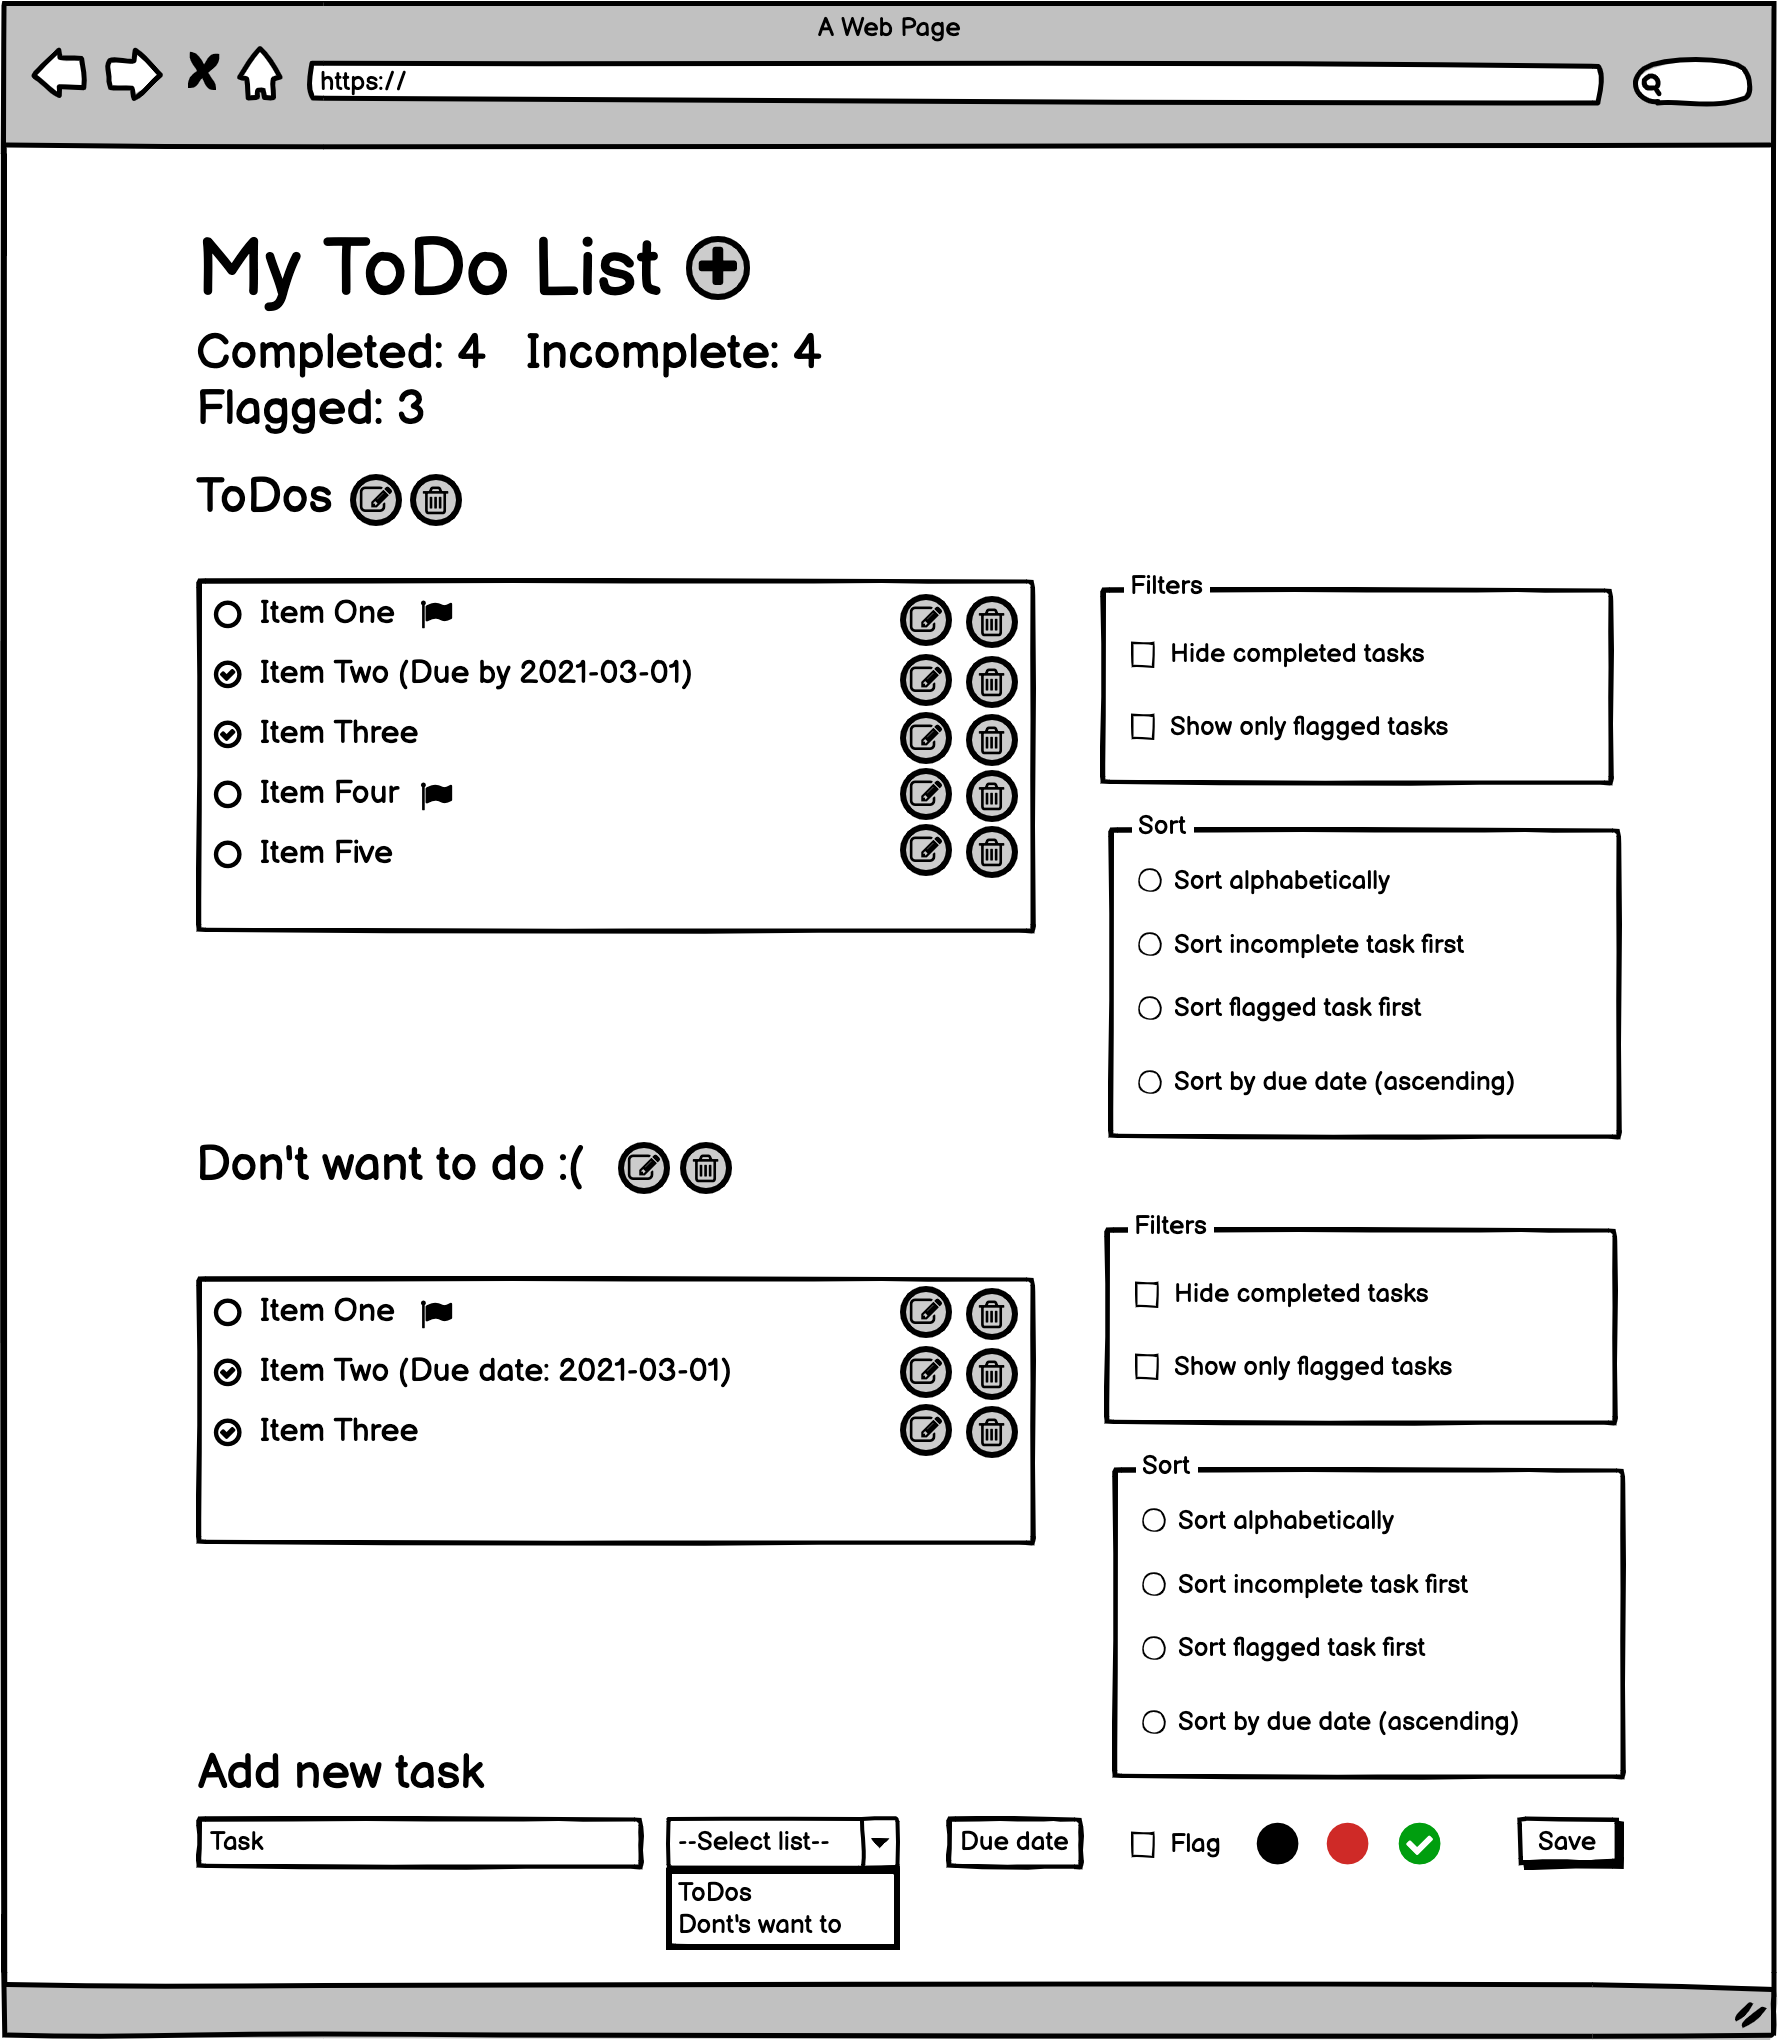 A Web Page
https://
My ToDo List
Completed: 4 Incomplete: 4
Flagged: 3
ToDos
Item One
Item Two (Due by 2021-03-01)
Item Three
Item Four
Item Five
Filters
Hide completed tasks
Show only flagged tasks
Sort
Sort alphabetically
Sort incomplete task first
Sort flagged task first
Sort by due date (ascending)
Don't want to do :(
Item One
Item Two (Due date: 2021-03-01)
Item Three
Filters
Hide completed tasks
Show only flagged tasks
Sort
Sort alphabetically
Sort incomplete task first
Sort flagged task first
Sort by due date (ascending)
Add new task
Task
--Select list--
ToDos
Dont's want to
Due date
Flag
Save